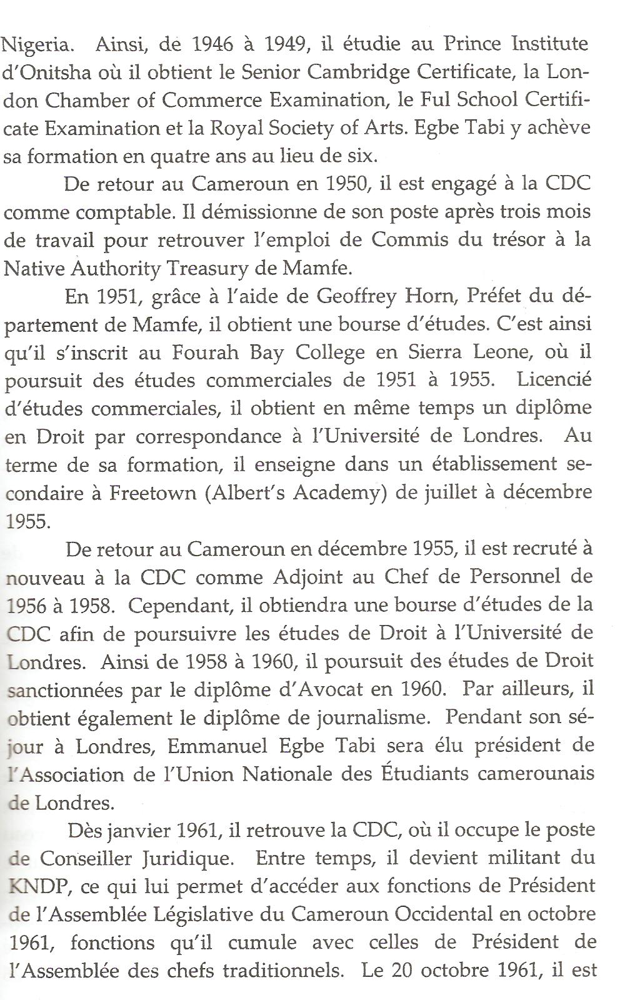 Nigeria. Ainsi, de 1946 à 1949, il étudie au Prince Institute
d'Onitsha où il obtient le Senior Cambridge Certificate, la Lon-
don Chamber of Commerce Examination, le Ful School Certifi-
cate Examination et la Royal Society of Arts. Egbe Tabi y achève
sa formation en quatre ans au lieu de six.
De retour au Cameroun en 1950, il est engagé à la CDC
comme comptable. Il démissionne de son poste après trois mois
de travail pour retrouver l'emploi de Commis du trésor à la
Native Authority Treasury de Mamfe.
En 1951, grâce à l'aide de Geoffrey Horn, Préfet du dé-
partement de Mamfe, il obtient une bourse d'études. C'est ainsi
qu'il s'inscrit au Fourah Bay College en Sierra Leone, où il
poursuit des études commerciales de 1951 à 1955. Licencié
d'études commerciales, il obtient en même temps un diplôme
en Droit par correspondance à l'Université de Londres. Au
terme de sa formation, il enseigne dans un établissement se-
condaire à Freetown (Albert's Academy) de juillet à décembre
1955.
De retour au Cameroun en décembre 1955, il est recruté à
nouveau à la CDC comme Adjoint au Chef de Personnel de
1956 à 1958. Cependant, il obtiendra une bourse d'études de la
CDC afin de poursuivre les études de Droit à l'Université de
Londres. Ainsi de 1958 à 1960, il poursuit des études de Droit
sanctionnées par le diplôme d'Avocat en 1960. Par ailleurs, il
obtient également le diplôme de journalisme. Pendant son sé-
jour à Londres, Emmanuel Egbe Tabi sera élu président de
l'Association de l'Union Nationale des Étudiants camerounais
de Londres.
Dès janvier 1961, il retrouve la CDC, où il occupe le poste
de Conseiller Juridique. Entre temps, il devient militant du
KNDP, ce qui lui permet d'accéder aux fonctions de Président
de l'Assemblée Législative du Cameroun Occidental en octobre
1961, fonctions qu'il cumule avec celles de Président de
l'Assemblée des chefs traditionnels. Le 20 octobre 1961, il est